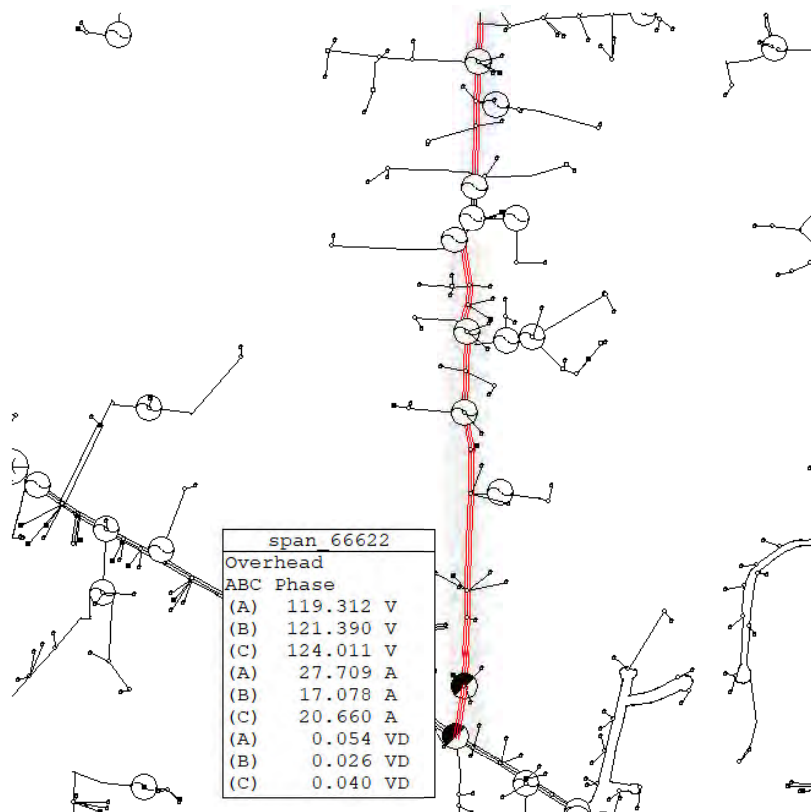 span_66622
Overhead
ABC Phase
(A) 119.312 V
(B) 121.390 V
(C) 124.011 V
(A) 27.709 A
(B) 17.078 A
(C) 20.660 A
(A) 0.054 VD
(B) 0.026 VD
(C) 0.040 VD